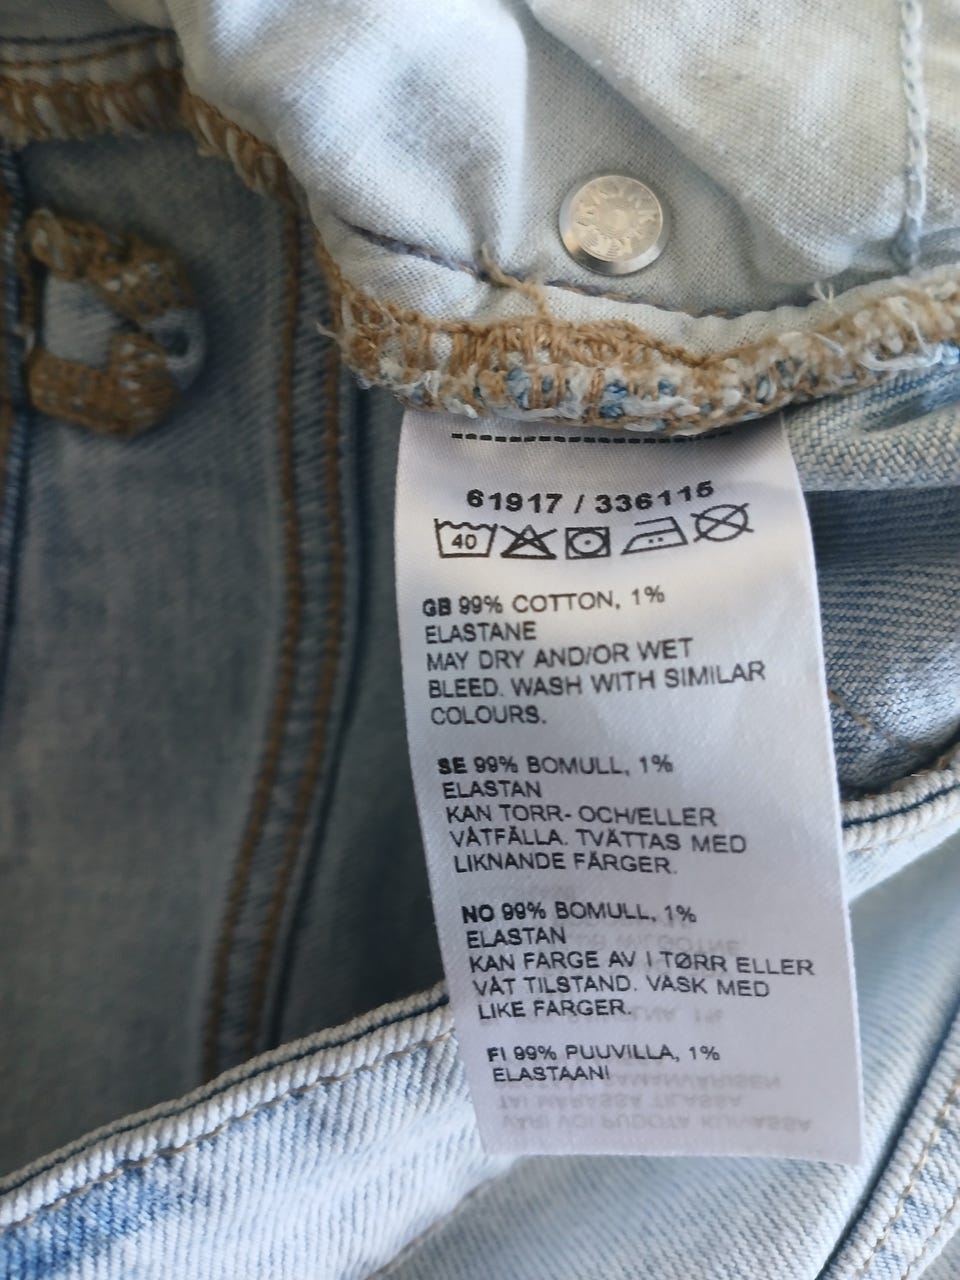 61917 / 336115
40
GB 99% COTTON, 1%
ELASTANE
MAY DRY AND/OR WET
BLEED. WASH WITH SIMILAR
COLOURS.
SE 99% BOMULL, 1%
ELASTAN
KAN TORR- OCH/ELLER
VÅTFÄLLA. TVÄTTAS MED
LIKNANDE FÄRGER.
NO 99% BOMULL, 1%
ELASTAN
KAN FARGE AV I TØRR ELLER
VÅT TILSTAND. VASK MED
LIKE FARGER.
FI 99% PUUVILLA, 1%
ELASTAANI